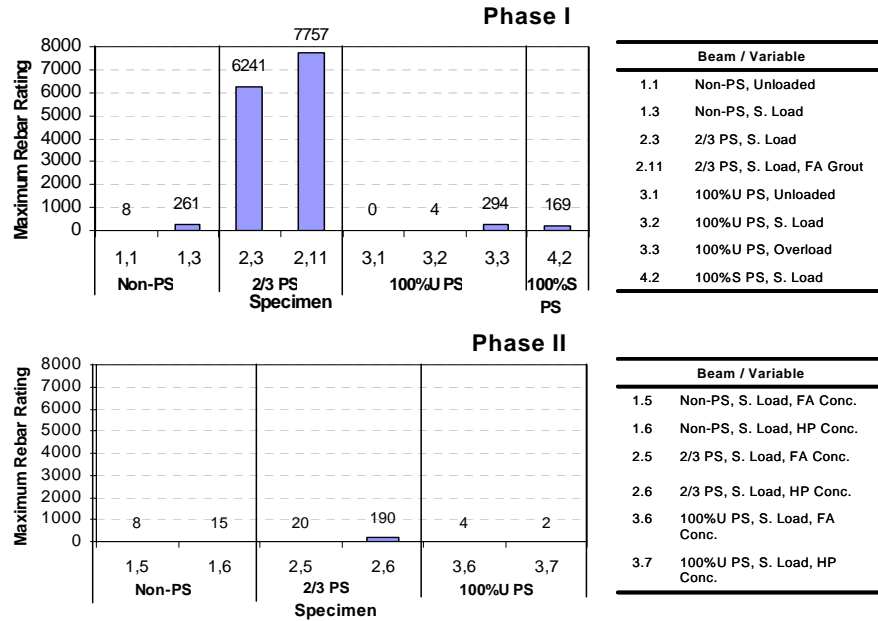 Phase I
Maximum Rebar Rating
8000
7000
6000
5000
4000
3000
2000
1000
0
8
261
6241
7757
0
4
294
169
1,1
1,3
2,3
2,11
3,1
3,2
3,3
4,2
Non-PS
2/3 PS
100%U PS
100%S
PS
Specimen
Beam / Variable
1.1 Non-PS, Unloaded
1.3 Non-PS, S. Load
2.3 2/3 PS, S. Load
2.11 2/3 PS, S. Load, FA Grout
3.1 100%U PS, Unloaded
3.2 100%U PS, S. Load
3.3 100%U PS, Overload
4.2 100%S PS, S. Load
Phase II
Maximum Rebar Rating
8000
7000
6000
5000
4000
3000
2000
1000
0
8
15
20
190
4
2
1,5
1,6
2,5
2,6
3,6
3,7
Non-PS
2/3 PS
100%U PS
Specimen
Beam / Variable
1.5 Non-PS, S. Load, FA Conc.
1.6 Non-PS, S. Load, HP Conc.
2.5 2/3 PS, S. Load, FA Conc.
2.6 2/3 PS, S. Load, HP Conc.
3.6 100%U PS, S. Load, FA
Conc.
3.7 100%U PS, S. Load, HP
Conc.